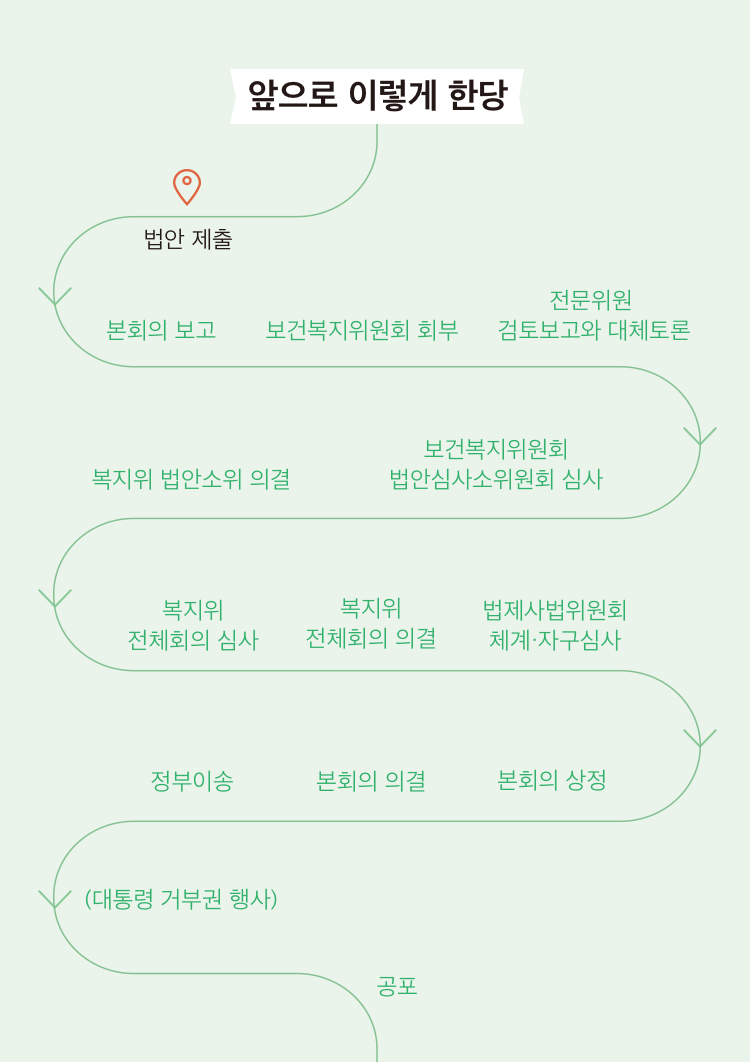 앞으로 이렇게 한당
법안 제출
본회의 보고
보건복지위원회 회부
전문위원
검토보고와 대체토론
보건복지위원회
법안심사소위원회 심사
복지위 법안소위 의결
복지위
전체회의 심사
복지위
전체회의 의결
법제사법위원회
체계·자구심사
본회의 상정
본회의 의결
정부이송
(대통령 거부권 행사)
공포